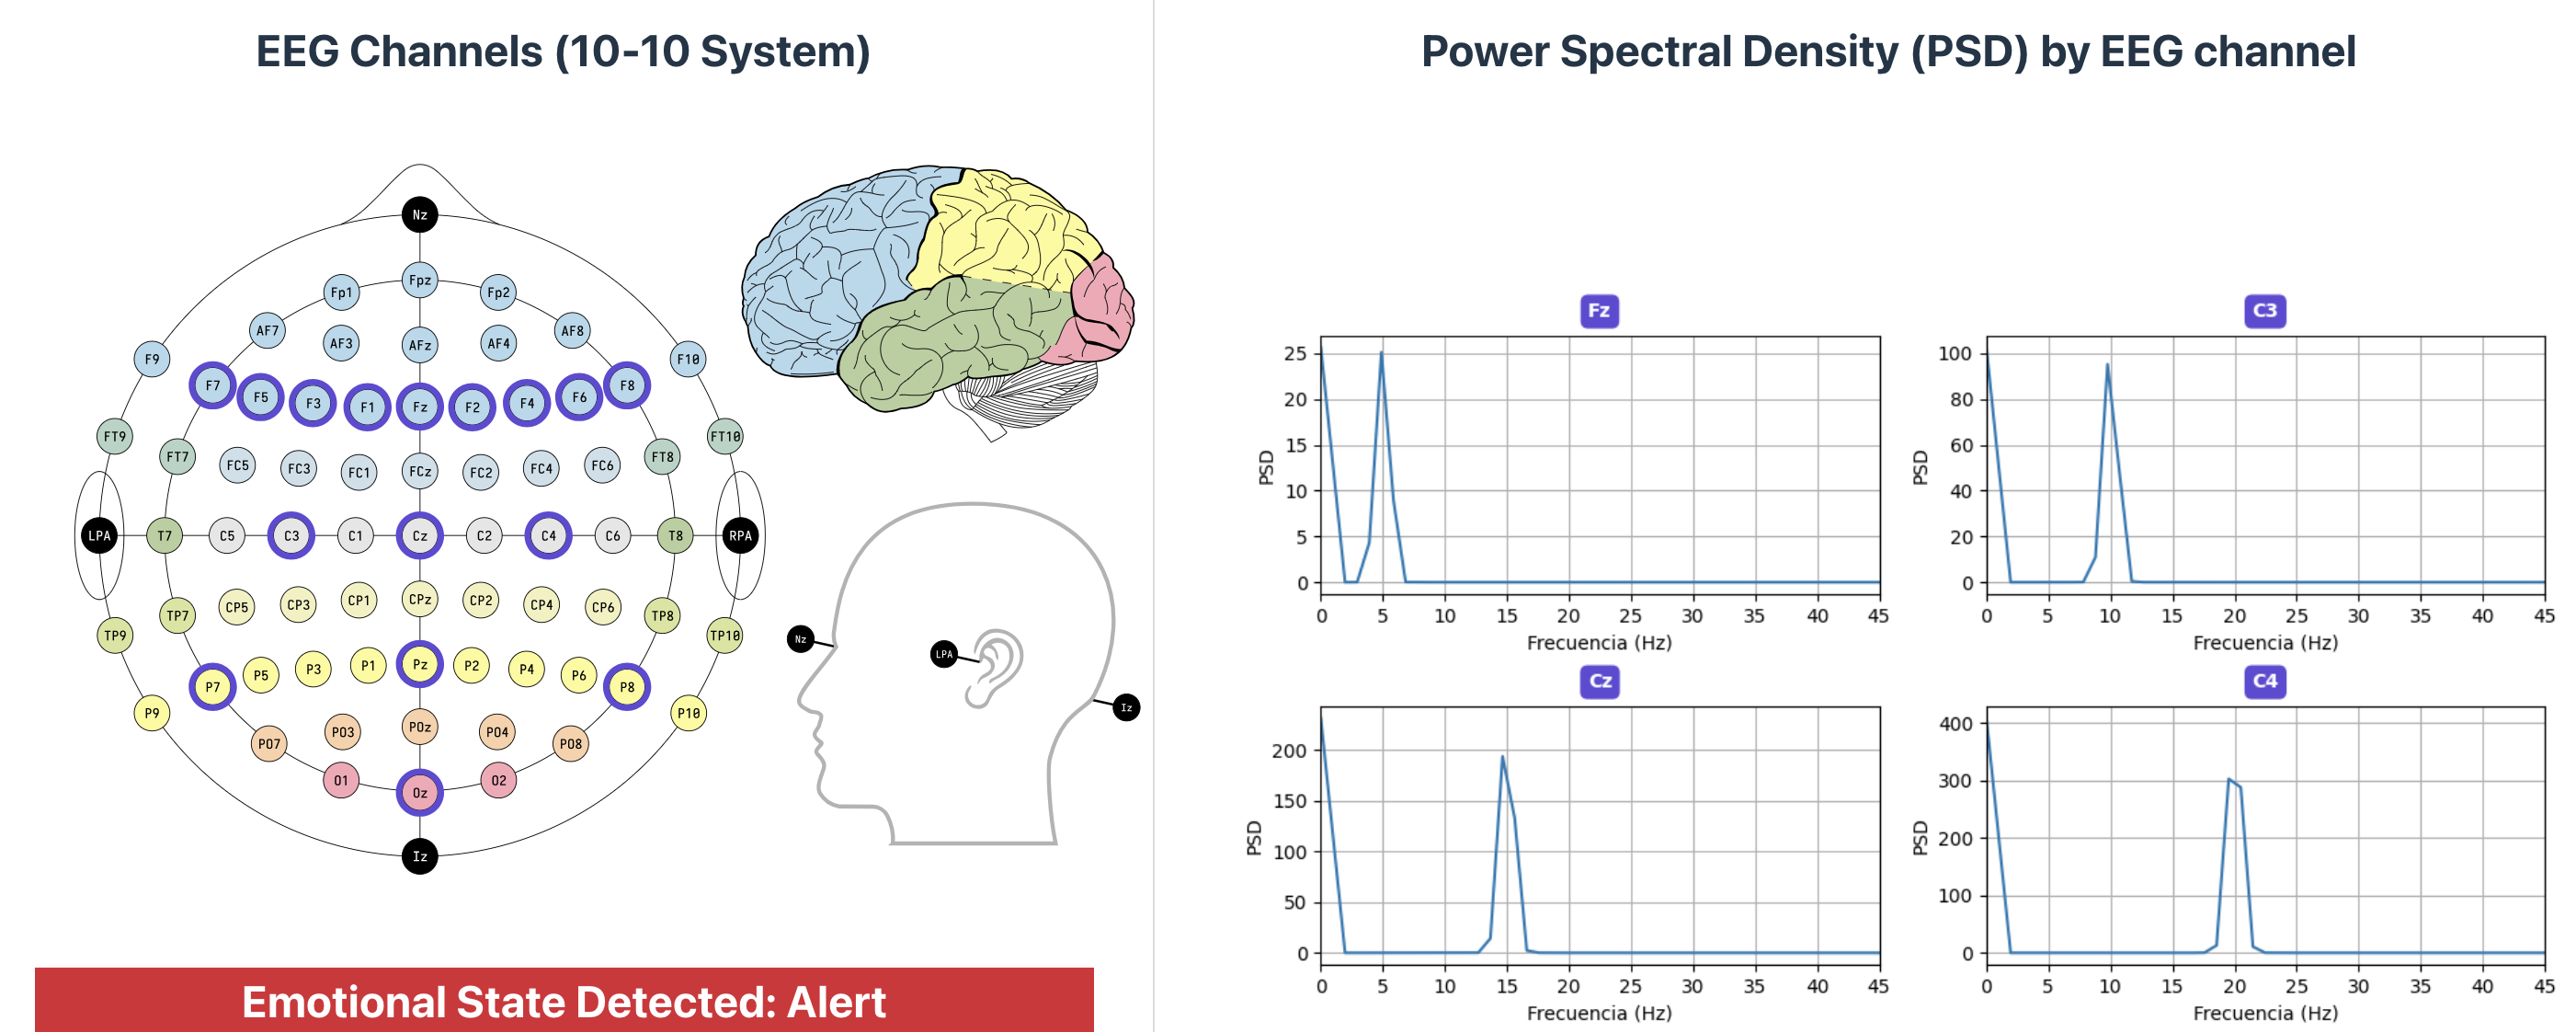 EEG Channels (10-10 System)
Nz
Fp1 Fpz Fp2
AF7 AF3 AFz AF4 AF8
F9 F7 F5 F3 F1 Fz F2 F4 F6 F8 F10
FT9 FT7 FC5 FC3 FC1 FCz FC2 FC4 FC6 FT8 FT10
LPA T7 C5 C3 C1 Cz C2 C4 C6 T8 RPA
TP9 TP7 CP5 CP3 CP1 CPz CP2 CP4 CP6 TP8 TP10
P9 P7 P5 P3 P1 Pz P2 P4 P6 P8 P10
PO7 PO3 POz PO4 PO8
O1 Oz O2
Iz
Nz LPA Iz
Emotional State Detected: Alert
Power Spectral Density (PSD) by EEG channel
Fz
PSD
25
20
15
10
5
0
0 5 10 15 20 25 30 35 40 45
Frecuencia (Hz)
C3
PSD
100
80
60
40
20
0
0 5 10 15 20 25 30 35 40 45
Frecuencia (Hz)
Cz
PSD
200
150
100
50
0
0 5 10 15 20 25 30 35 40 45
Frecuencia (Hz)
C4
PSD
400
300
200
100
0
0 5 10 15 20 25 30 35 40 45
Frecuencia (Hz)